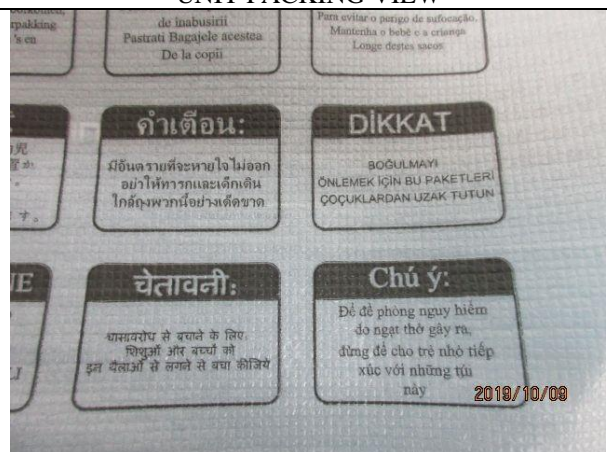 UNIT PACKING VIEW
rpakking
's en
de inabusirii
Pastrati Bagajele acestea
De la copii
Para evitar o perigo de sufocação,
Mantenha o bebê e a criança
Longe destes sacos
คำเตือน:
มีอันตรายที่จะหายใจไม่ออก
อย่าให้ทารกและเด็กเดิน
ใกล้ถุงพวกนี้อย่างเด็ดขาด
DİKKAT
BOĞULMAYI
ÖNLEMEK İÇİN BU PAKETLERİ
ÇOÇUKLARDAN UZAK TUTUN
चेतावनी:
श्वासावरोध से बचाने के लिए,
शिशुओं और बच्चों को
इन थैलाओं से लगने से बचा कीजिये
Chú ý:
Để đề phòng nguy hiểm
do ngạt thở gây ra,
đừng để cho trẻ nhỏ tiếp
xúc với những túi
này
2019/10/09